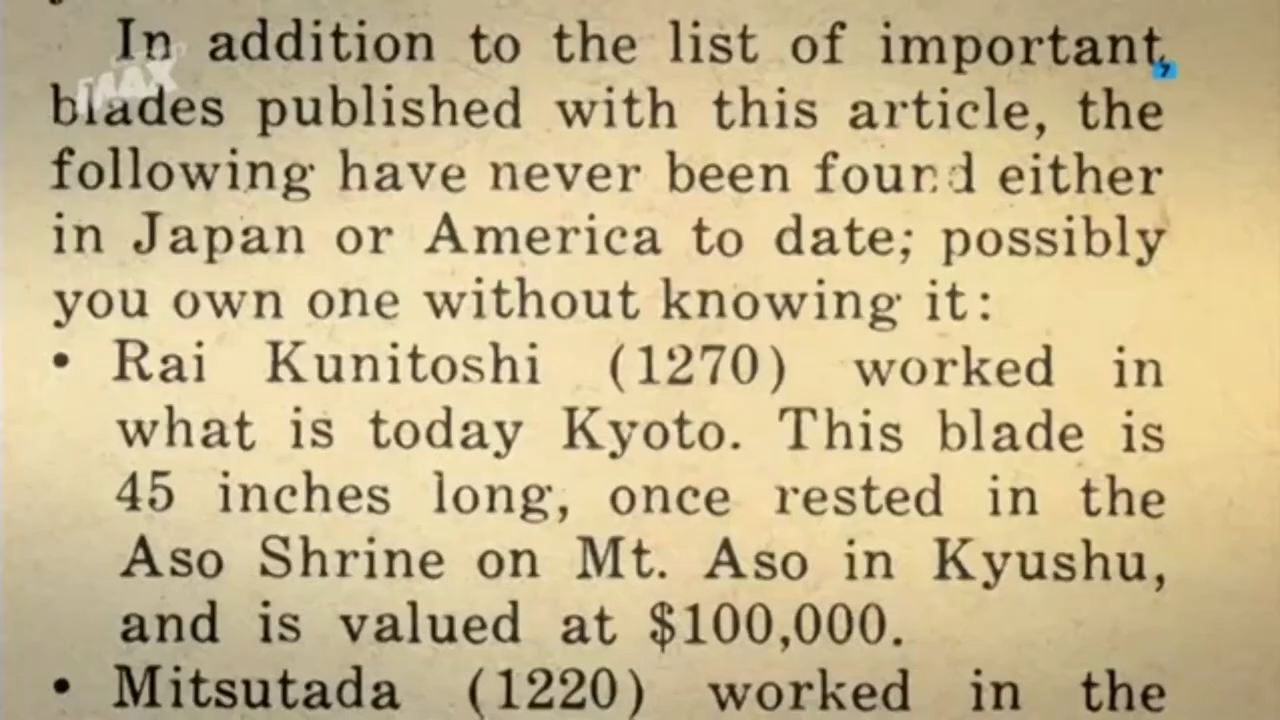 In addition to the list of important,
blades published with this article, the
following have never been found either
in Japan or America to date; possibly
you own one without knowing it:
• Rai Kunitoshi (1270) worked in
what is today Kyoto. This blade is
45 inches long, once rested in the
Aso Shrine on Mt. Aso in Kyushu,
and is valued at $100,000.
• Mitsutada (1220) worked in the
MAX
7